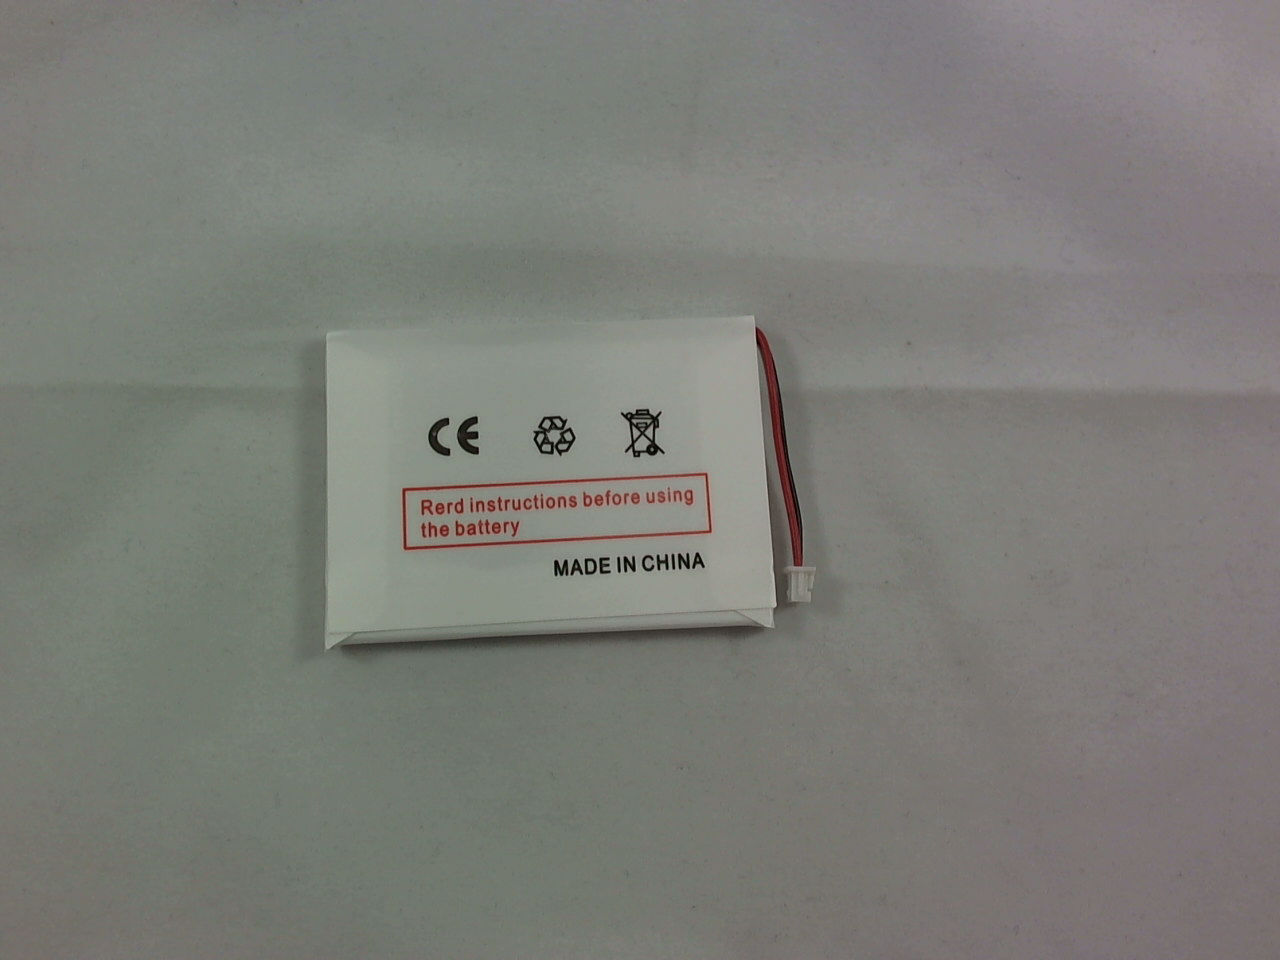 CE
Rerd instructions before using
the battery
MADE IN CHINA